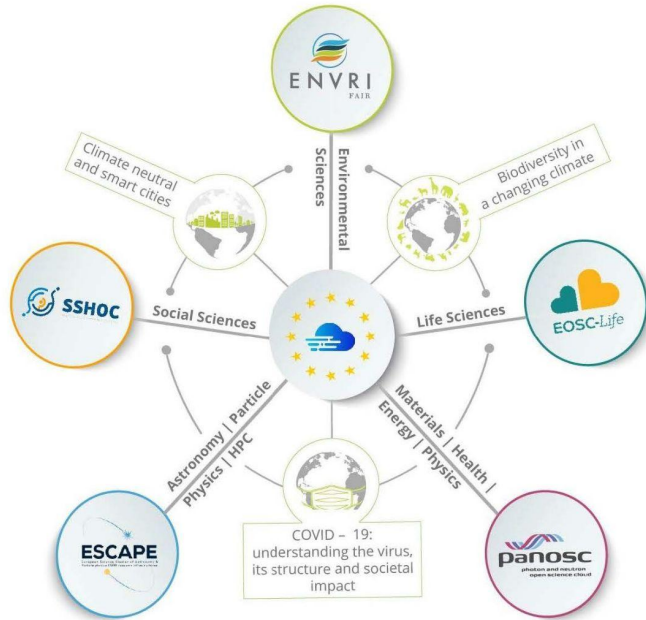 ENVRI
FAIR
Environmental
Sciences
Climate neutral
and smart cities
Biodiversity in
a changing climate
SSHOC
Social Sciences
Life Sciences
EOSC-Life
Astronomy | Particle
Physics | HPC
Materials | Health |
Energy | Physics
ESCAPE
COVID – 19:
understanding the virus,
its structure and societal
impact
panosc
photon and neutron
open science cloud